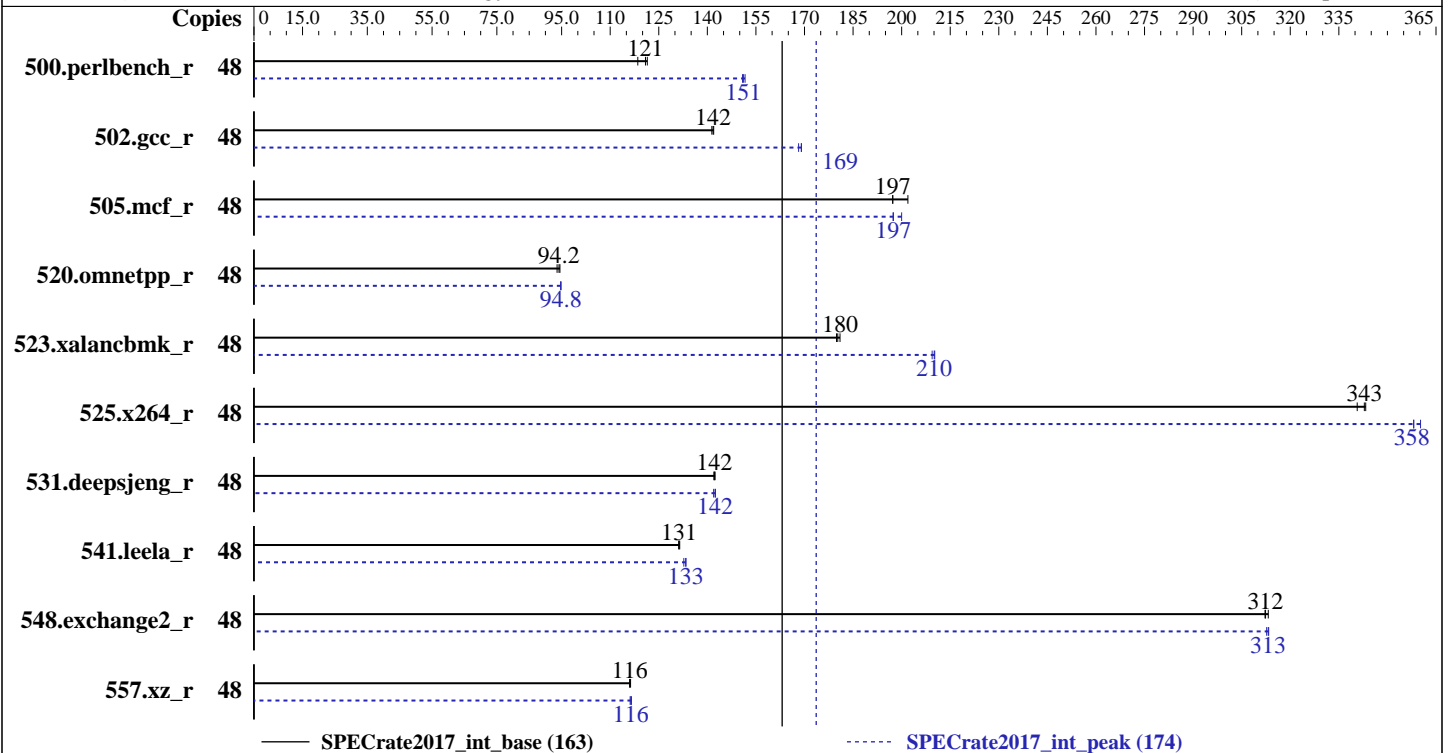 Copies 0 15.0 35.0 55.0 75.0 95.0 110 125 140 155 170 185 200 215 230 245 260 275 290 305 320 345 365
121
500.perlbench_r 48
151
142
502.gcc_r 48
169
197
505.mcf_r 48
197
94.2
520.omnetpp_r 48
94.8
180
523.xalancbmk_r 48
210
343
525.x264_r 48
358
142
531.deepsjeng_r 48
142
131
541.leela_r 48
133
312
548.exchange2_r 48
313
116
557.xz_r 48
116
SPECrate2017_int_base (163) SPECrate2017_int_peak (174)